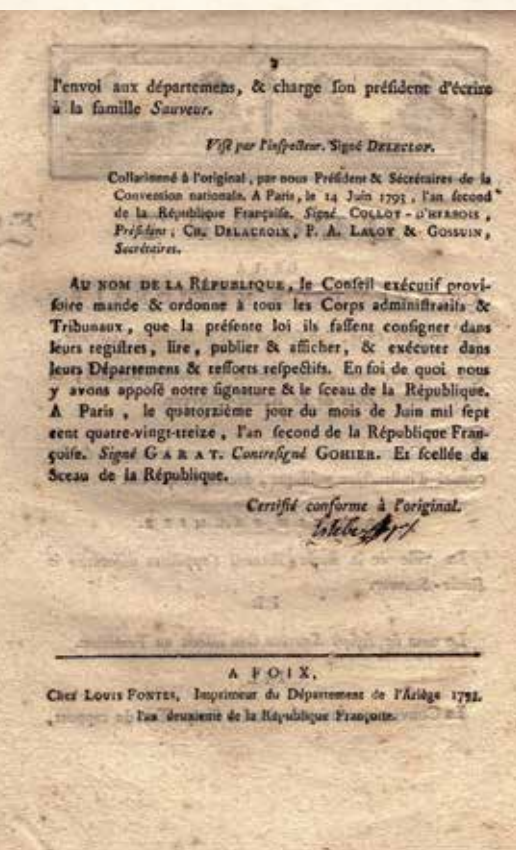 2
l'envoi aux départemens, & charge ſon préſident d'écrire
à la famille Sauveur.
Viſé par l'inſpecteur. Signé DELECLOY.
Collationné à l'original, par nous Préſident & Sécrétaires de la
Convention nationale. A Paris, le 14 Juin 1793, l'an ſecond
de la République Françaiſe. Signé COLLOT-D'HERBOIS,
Préſident; CH. DELACROIX, P. A. LALOY & GOSSUIN,
Secrétaires.
AU NOM DE LA RÉPUBLIQUE, le Conſeil exécutif provi-
ſoire mande & ordonne à tous les Corps adminiſtratifs &
Tribunaux, que la préſente loi ils faſſent conſigner dans
leurs regiſtres, lire, publier & afficher, & exécuter dans
leurs Départemens & reſſorts reſpectifs. En foi de quoi nous
y avons appoſé notre ſignature & le ſceau de la République.
A Paris, le quatorzième jour du mois de Juin mil ſept
cent quatre-vingt-treize, l'an ſecond de la République Fran-
çoiſe. Signé GARAT. Contreſigné GOHIER. Et ſcellée du
Sceau de la République.
Certifié conforme à l'original.
A FOIX,
Chez LOUIS FONTES, Imprimeur du Département de l'Ariège 1793.
l'an deuxieme de la République Françoiſe.